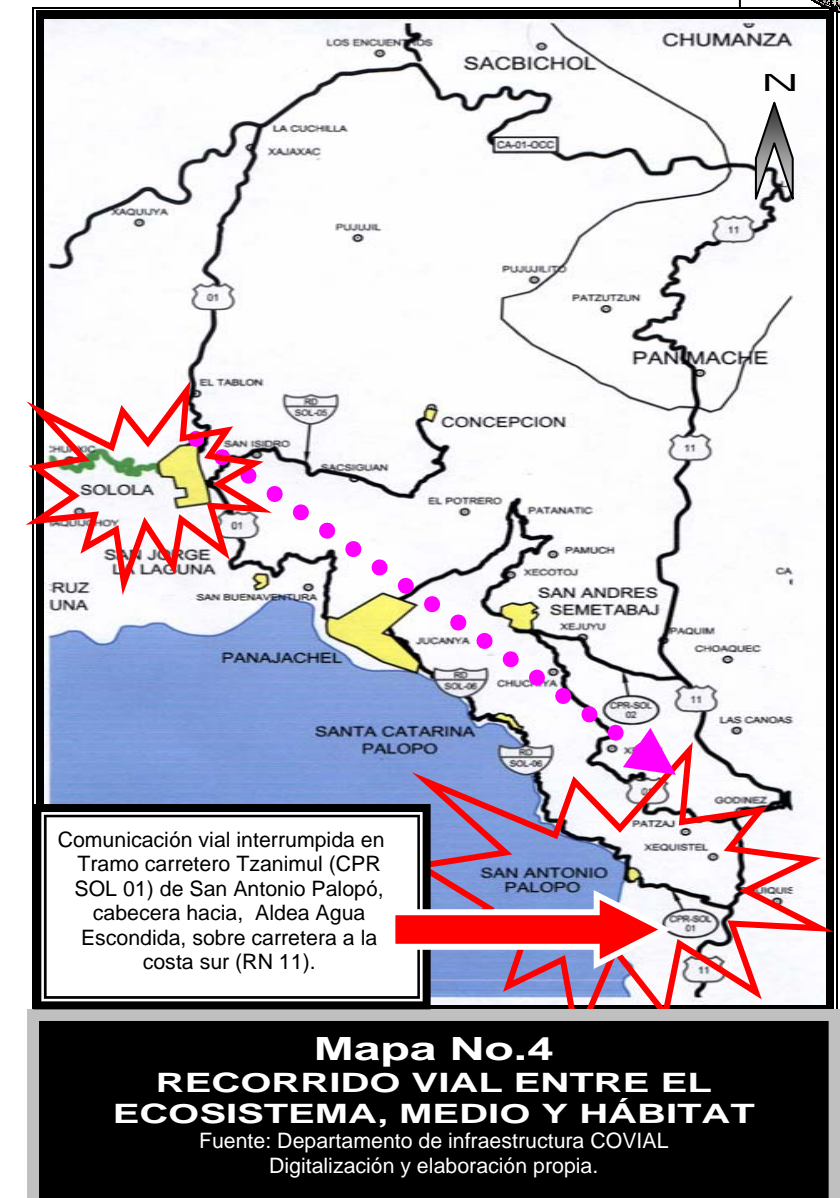 LOS ENCUENTROS
SACBICHOL
CHUMANZA
N
LA CUCHILLA
XAJAXAC
CA-01-OCC
XAQUIJYA
PUJUJIL
11
PUJUJILITO
01
PATZUTZUN
PANIMACHE
EL TABLON
RD
SOL-05
CONCEPCION
11
SAN ISIDRO
SACSIGUAN
SOLOLA
EL POTRERO
PATANATIC
01
SAN JORGE
LA LAGUNA
PAMUCH
XECOTOJ
CA
RUZ
UNA
SAN BUENAVENTURA
SAN ANDRES
SEMETABAJ
XEJUYU
JUCANYA
PAQUIM
CHOAQUEC
PANAJACHEL
RD
SOL-06
11
CPR-SOL
02
LAS CANOAS
SANTA CATARINA
PALOPO
RD
SOL-06
GODINEZ
PATZAJ
XEQUISTEL
SAN ANTONIO
PALOPO
UIQUIS
CPR-SOL
01
11
Comunicación vial interrumpida en
Tramo carretero Tzanimul (CPR
SOL 01) de San Antonio Palopó,
cabecera hacia, Aldea Agua
Escondida, sobre carretera a la
costa sur (RN 11).
Mapa No.4
RECORRIDO VIAL ENTRE EL
ECOSISTEMA, MEDIO Y HÁBITAT
Fuente: Departamento de infraestructura COVIAL
Digitalización y elaboración propia.